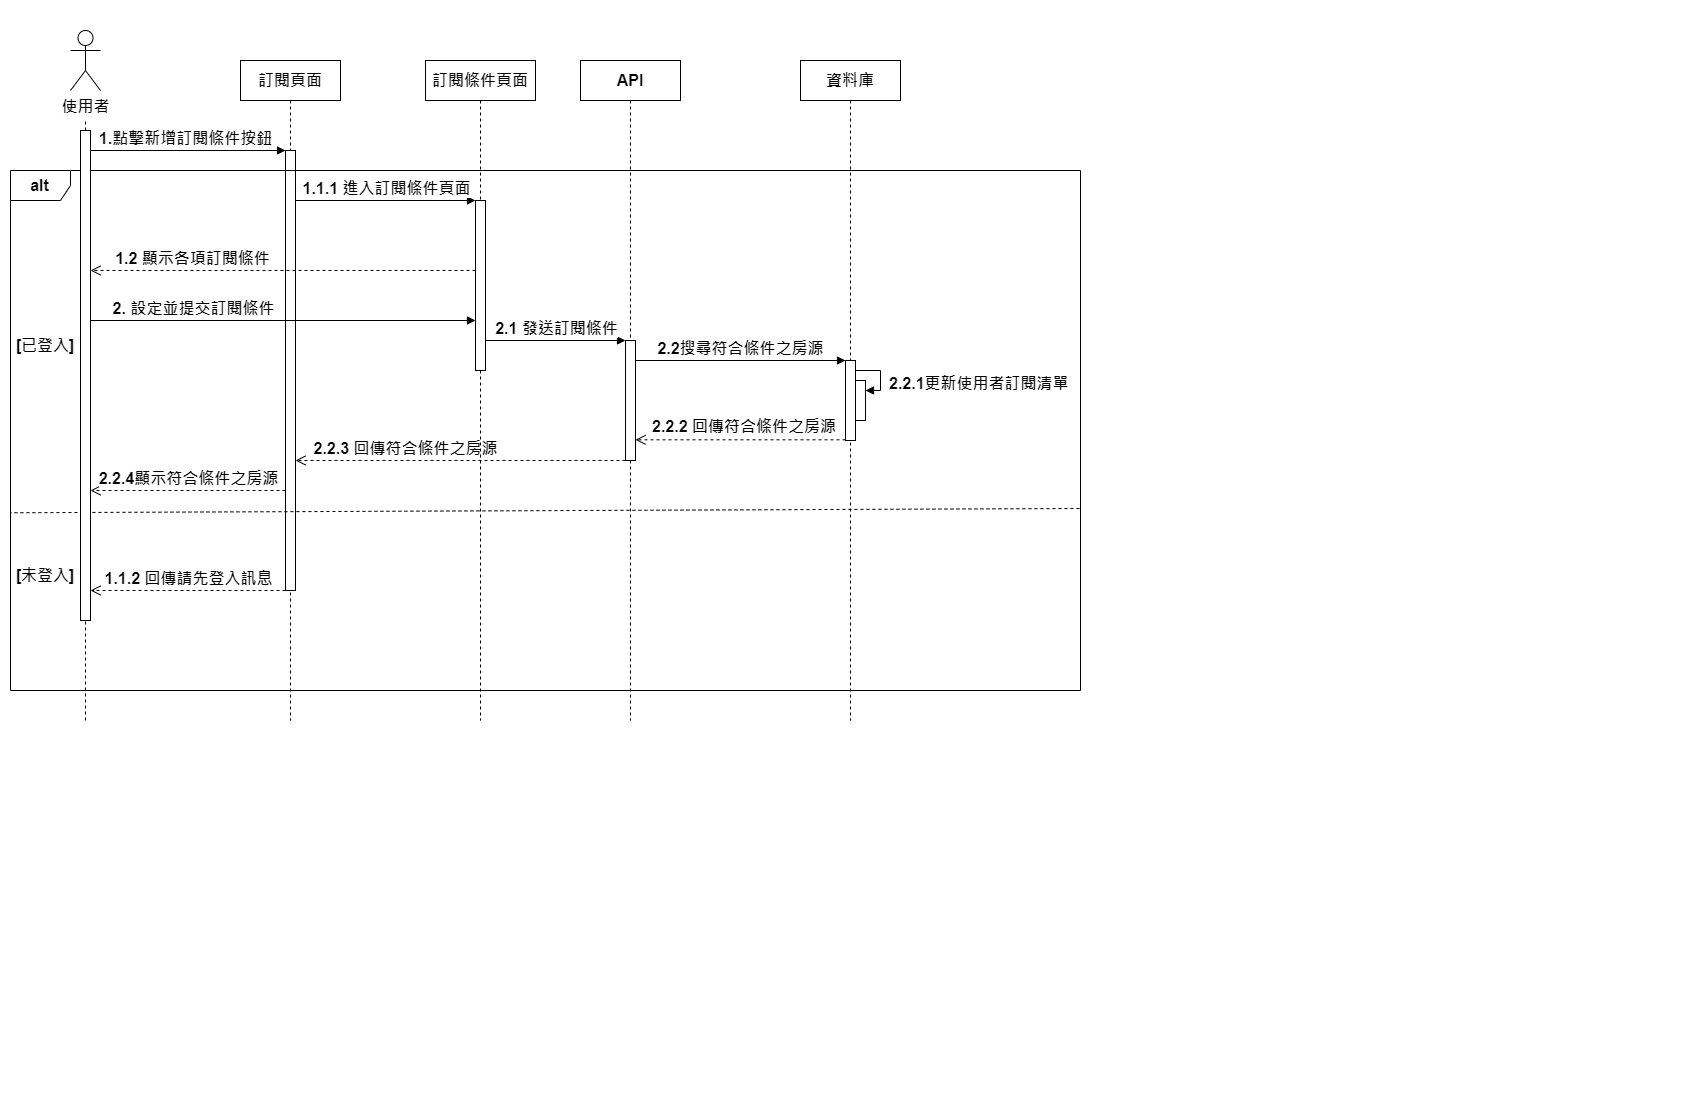 使用者
訂閱頁面
訂閱條件頁面
API
資料庫
1.點擊新增訂閱條件按鈕
alt
1.1.1 進入訂閱條件頁面
1.2 顯示各項訂閱條件
2. 設定並提交訂閱條件
2.1 發送訂閱條件
[已登入]
2.2搜尋符合條件之房源
2.2.1更新使用者訂閱清單
2.2.2 回傳符合條件之房源
2.2.3 回傳符合條件之房源
2.2.4顯示符合條件之房源
[未登入]
1.1.2 回傳請先登入訊息